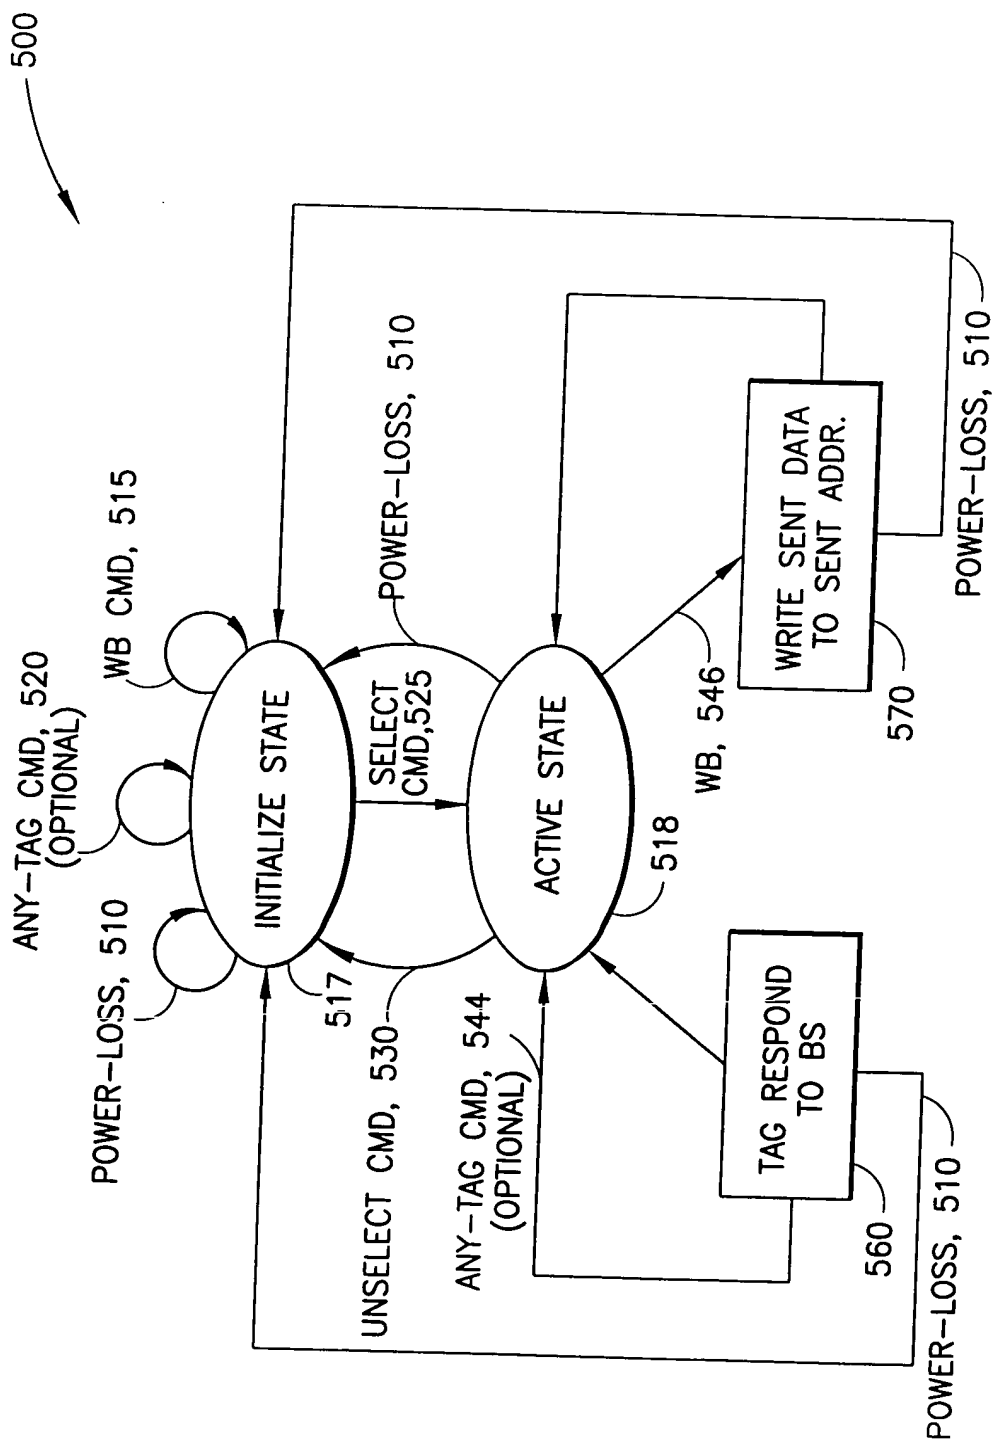 500
POWER-LOSS, 510
ANY-TAG CMD, 520
(OPTIONAL)
WB CMD, 515
INITIALIZE STATE
517
UNSELECT CMD, 530
SELECT
CMD,525
POWER-LOSS, 510
ANY-TAG CMD, 544
(OPTIONAL)
ACTIVE STATE
518
WB, 546
TAG RESPOND
TO BS
560
WRITE SENT DATA
TO SENT ADDR.
570
POWER-LOSS, 510
POWER-LOSS, 510